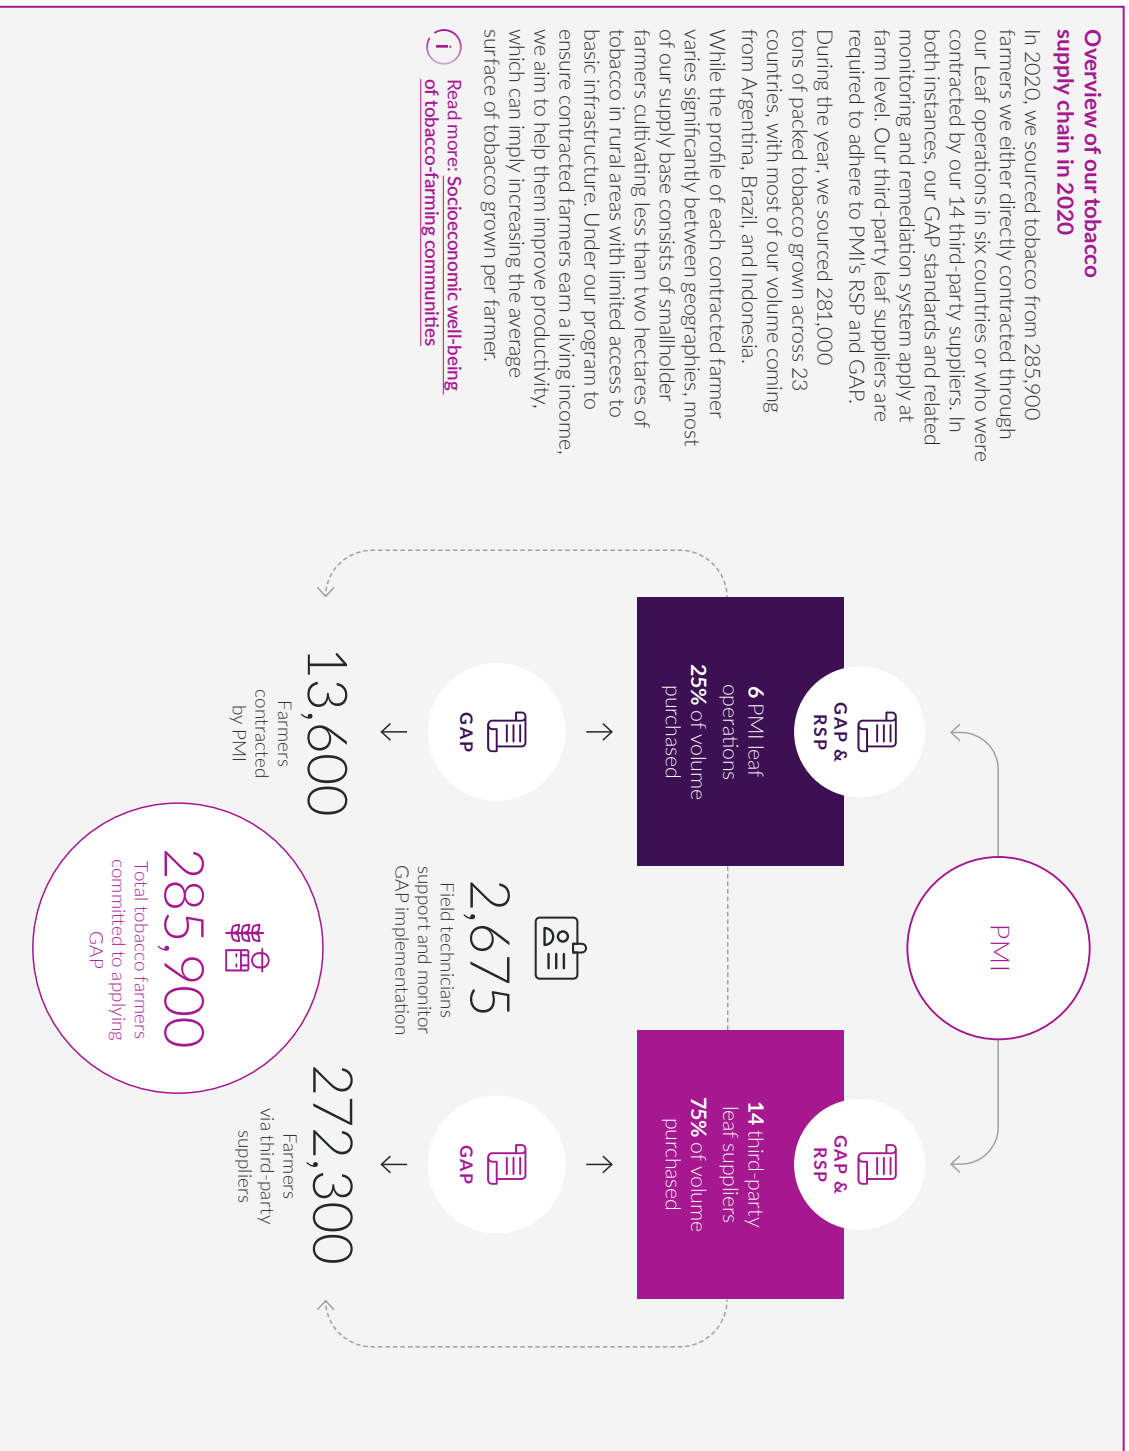 Overview of our tobacco
supply chain in 2020
In 2020, we sourced tobacco from 285,900
farmers we either directly contracted through
our Leaf operations in six countries or who were
contracted by our 14 third-party suppliers. In
both instances, our GAP standards and related
monitoring and remediation system apply at
farm level. Our third-party leaf suppliers are
required to adhere to PMI's RSP and GAP.
During the year, we sourced 281,000
tons of packed tobacco grown across 23
countries, with most of our volume coming
from Argentina, Brazil, and Indonesia.
While the profile of each contracted farmer
varies significantly between geographies, most
of our supply base consists of smallholder
farmers cultivating less than two hectares of
tobacco in rural areas with limited access to
basic infrastructure. Under our program to
ensure contracted farmers earn a living income,
we aim to help them improve productivity,
which can imply increasing the average
surface of tobacco grown per farmer.
i
Read more: Socioeconomic well-being
of tobacco-farming communities
PMI
GAP &
RSP
6 PMI leaf
operations
25% of volume
purchased
GAP
13,600
Farmers
contracted
by PMI
2,675
Field technicians
support and monitor
GAP implementation
GAP &
RSP
14 third-party
leaf suppliers
75% of volume
purchased
GAP
272,300
Farmers
via third-party
suppliers
285,900
Total tobacco farmers
committed to applying
GAP